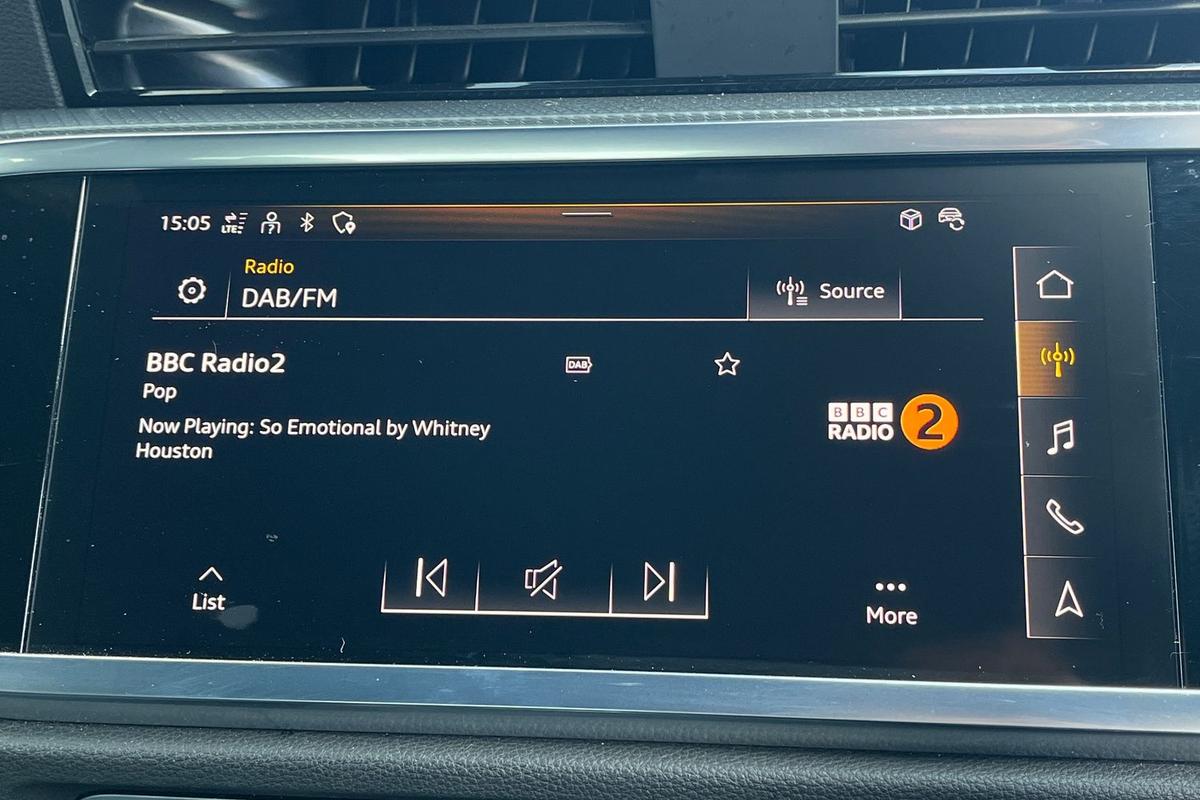 15:05 LTE
Radio
DAB/FM
Source
BBC Radio2
DAB
Pop
Now Playing: So Emotional by Whitney
Houston
BBC
RADIO 2
List
More